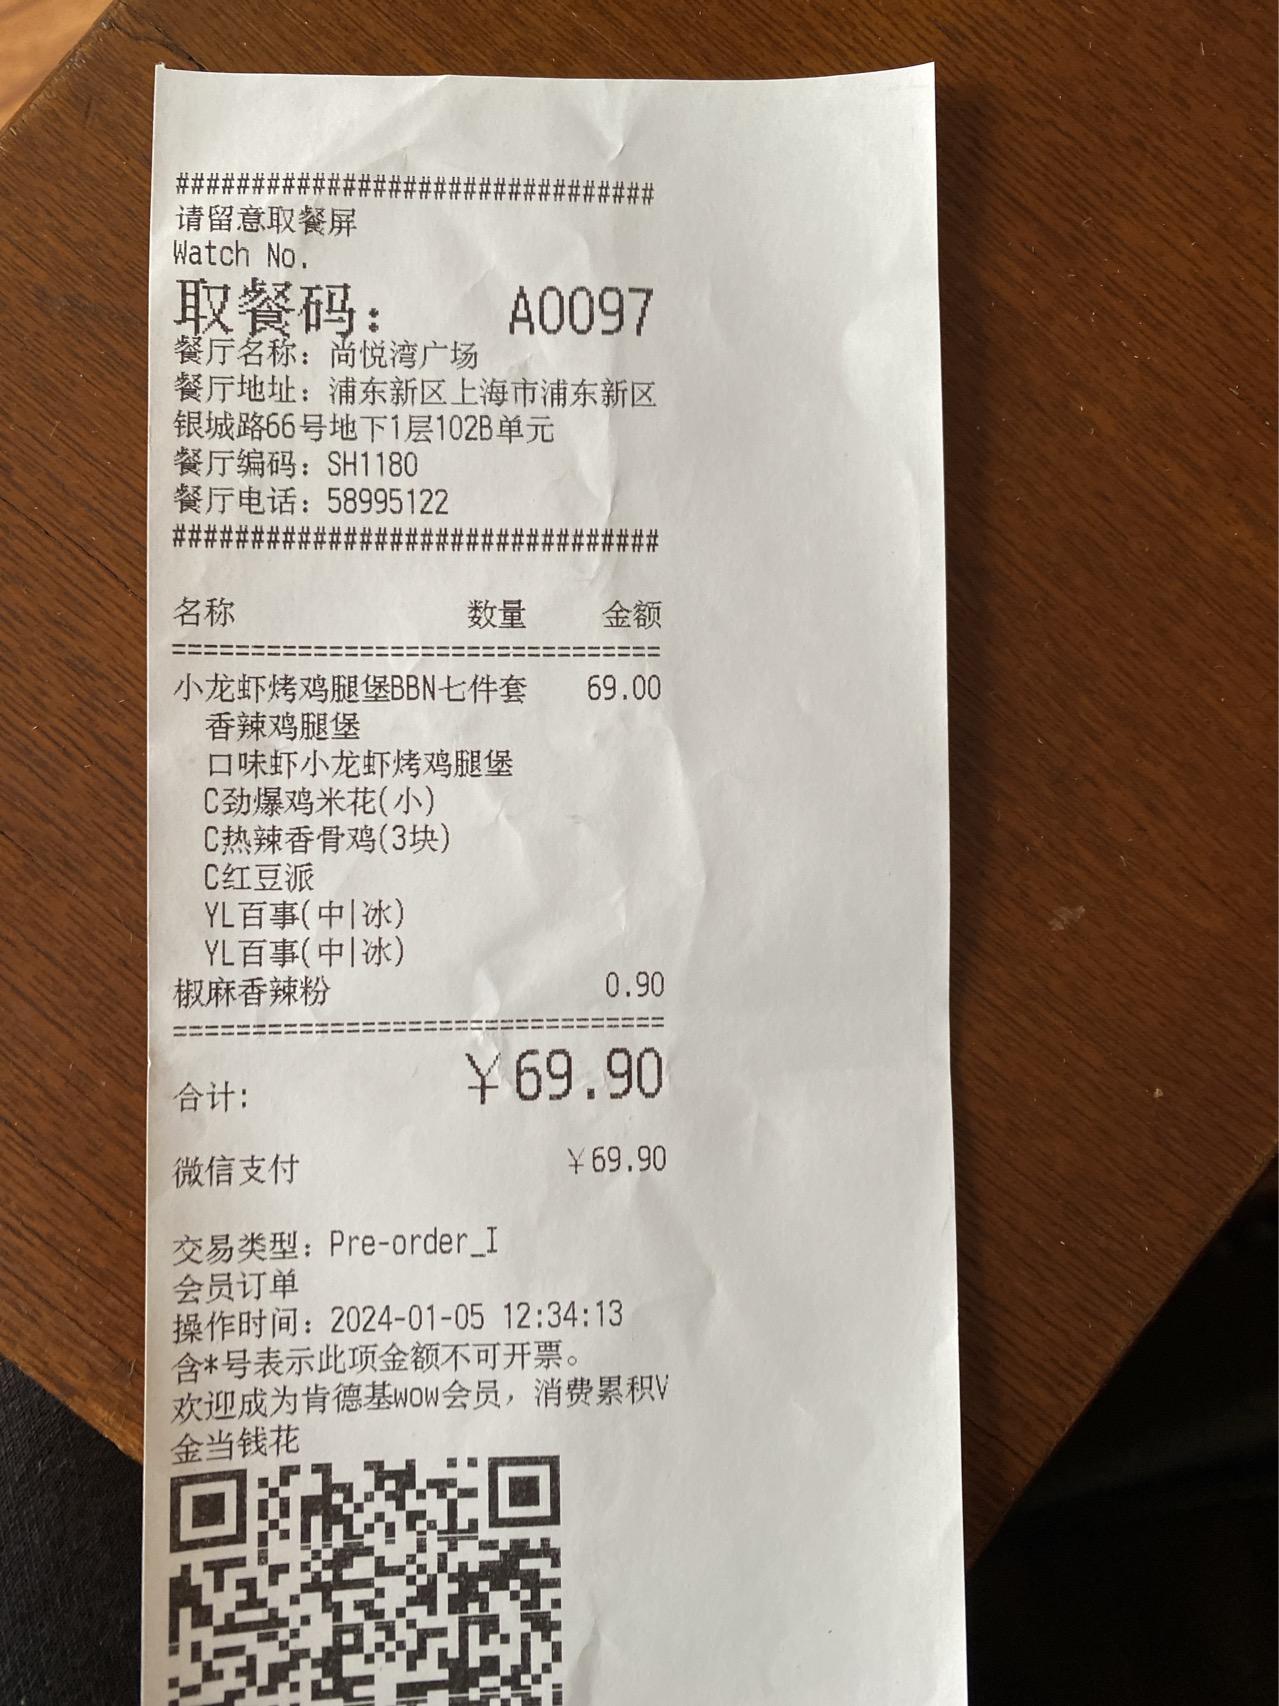 ################################
请留意取餐屏
Watch No.
取餐码： A0097
餐厅名称：尚悦湾广场
餐厅地址：浦东新区上海市浦东新区
银城路66号地下1层102B单元
餐厅编码：SH1180
餐厅电话：58995122
################################
名称 数量 金额
================================
小龙虾烤鸡腿堡BBN七件套 69.00
香辣鸡腿堡
口味虾小龙虾烤鸡腿堡
C劲爆鸡米花(小)
C热辣香骨鸡(3块)
C红豆派
YL百事(中|冰)
YL百事(中|冰)
椒麻香辣粉 0.90
================================
合计: ￥69.90
微信支付 ￥69.90
交易类型：Pre-order_I
会员订单
操作时间：2024-01-05 12:34:13
含*号表示此项金额不可开票。
欢迎成为肯德基wow会员，消费累积V
金当钱花